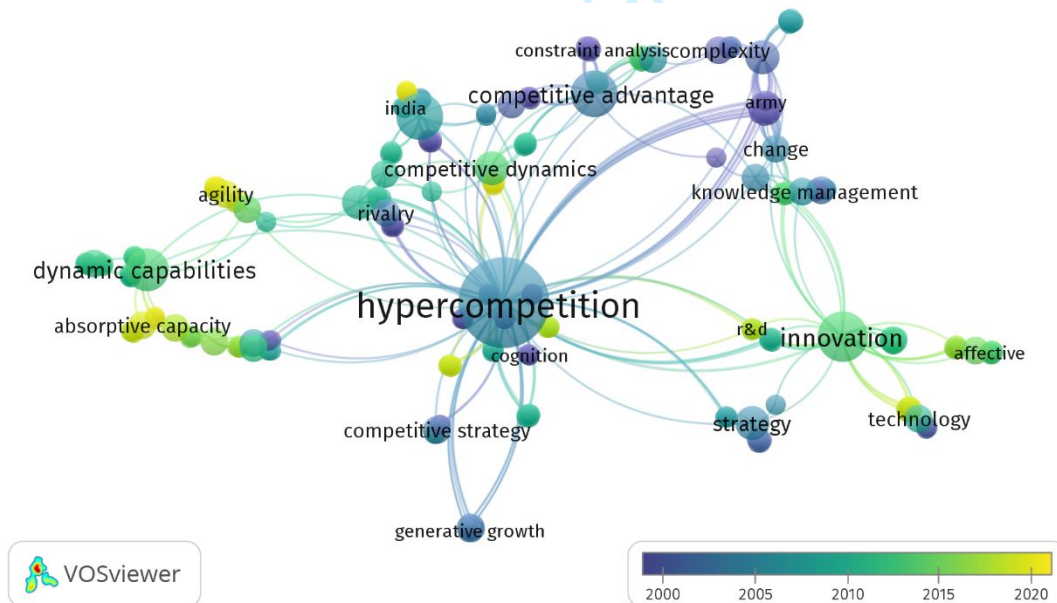 constraint analysis
complexity
competitive advantage
india
army
change
competitive dynamics
knowledge management
agility
rivalry
dynamic capabilities
hypercompetition
absorptive capacity
r&d
innovation
cognition
affective
competitive strategy
strategy
technology
generative growth
VOSviewer
2000 2005 2010 2015 2020